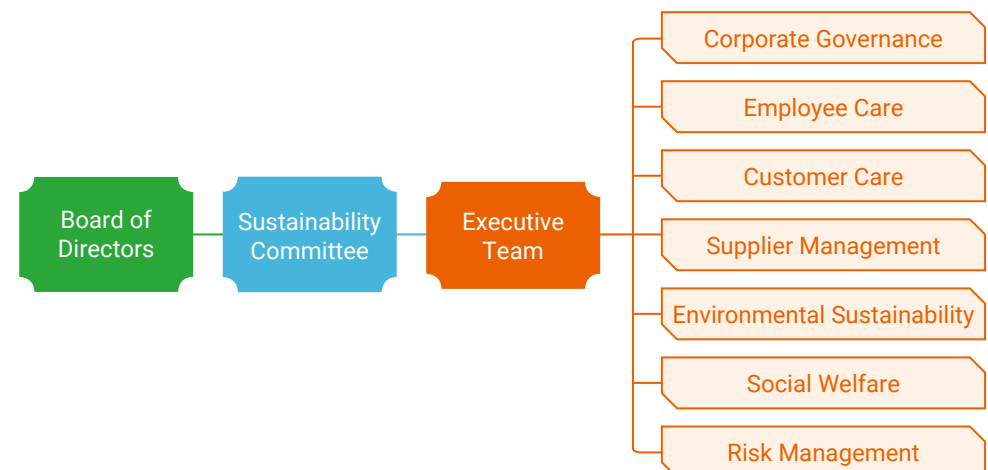 Board of
Directors
Sustainability
Committee
Executive
Team
Corporate Governance
Employee Care
Customer Care
Supplier Management
Environmental Sustainability
Social Welfare
Risk Management